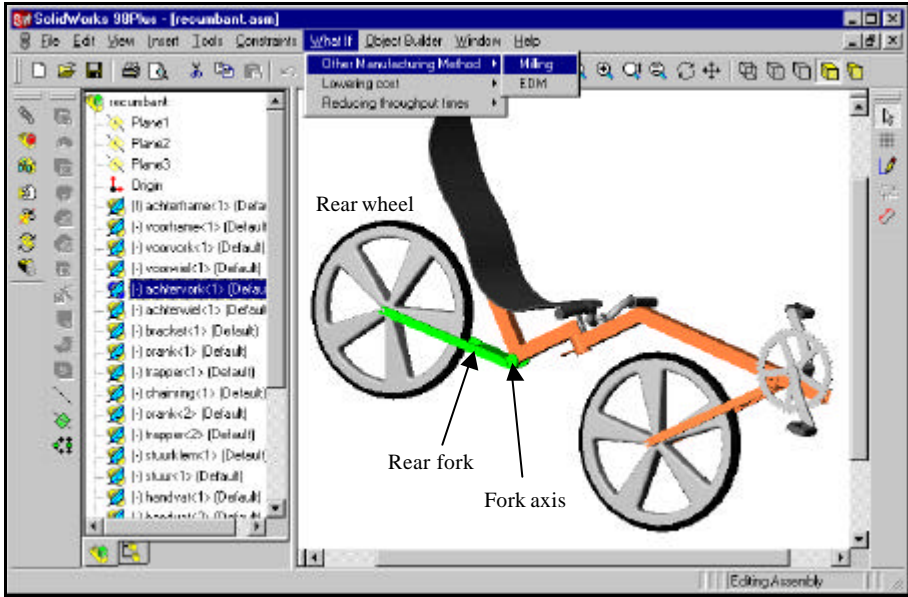 SolidWorks 98Plus - [recumbant.asm]
File Edit View Insert Tools Constraints What If Object Builder Window Help
Other Manufacturing Method
Milling
Lowering cost
EDM
Reducing throughput times
recumbant
Plane1
Plane2
Plane3
Origin
(f) achterframe<1> (Defau
(-) voorframe<1> (Default
(-) voorvork<1> (Default)
(-) voorwiel<1> (Default)
(-) achtervork<1> (Defau
(-) achterwiel<1> (Default
(-) bracket<1> (Default)
(-) crank<1> (Default)
(-) trapper<1> (Default)
(-) chainring<1> (Default)
(-) crank<2> (Default)
(-) trapper<2> (Default)
(-) stuurklem<1> (Default
(-) stuur<1> (Default)
(-) handvat<1> (Default)
(-) handvat<2> (Default)
Rear wheel
Rear fork
Fork axis
Editing Assembly